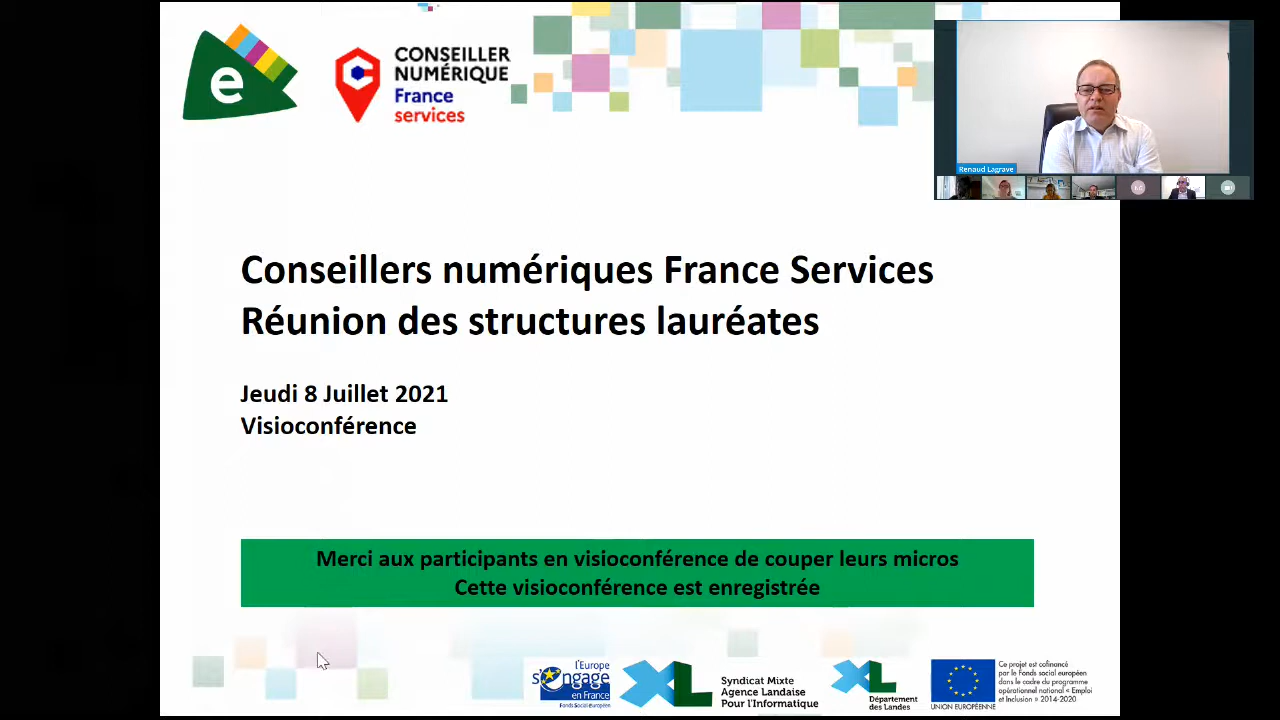 e
CONSEILLER
NUMÉRIQUE
France
services
Renaud Lagrave
Conseillers numériques France Services
Réunion des structures lauréates
Jeudi 8 Juillet 2021
Visioconférence
Merci aux participants en visioconférence de couper leurs micros
Cette visioconférence est enregistrée
l'Europe
s'engage
en France
Fonds Social Européen
XL
Syndicat Mixte
Agence Landaise
Pour l'Informatique
XL
Département
des Landes
UNION EUROPÉENNE
Ce projet est cofinancé
par le Fonds social européen
dans le cadre du programme
opérationnel national « Emploi
et Inclusion » 2014-2020